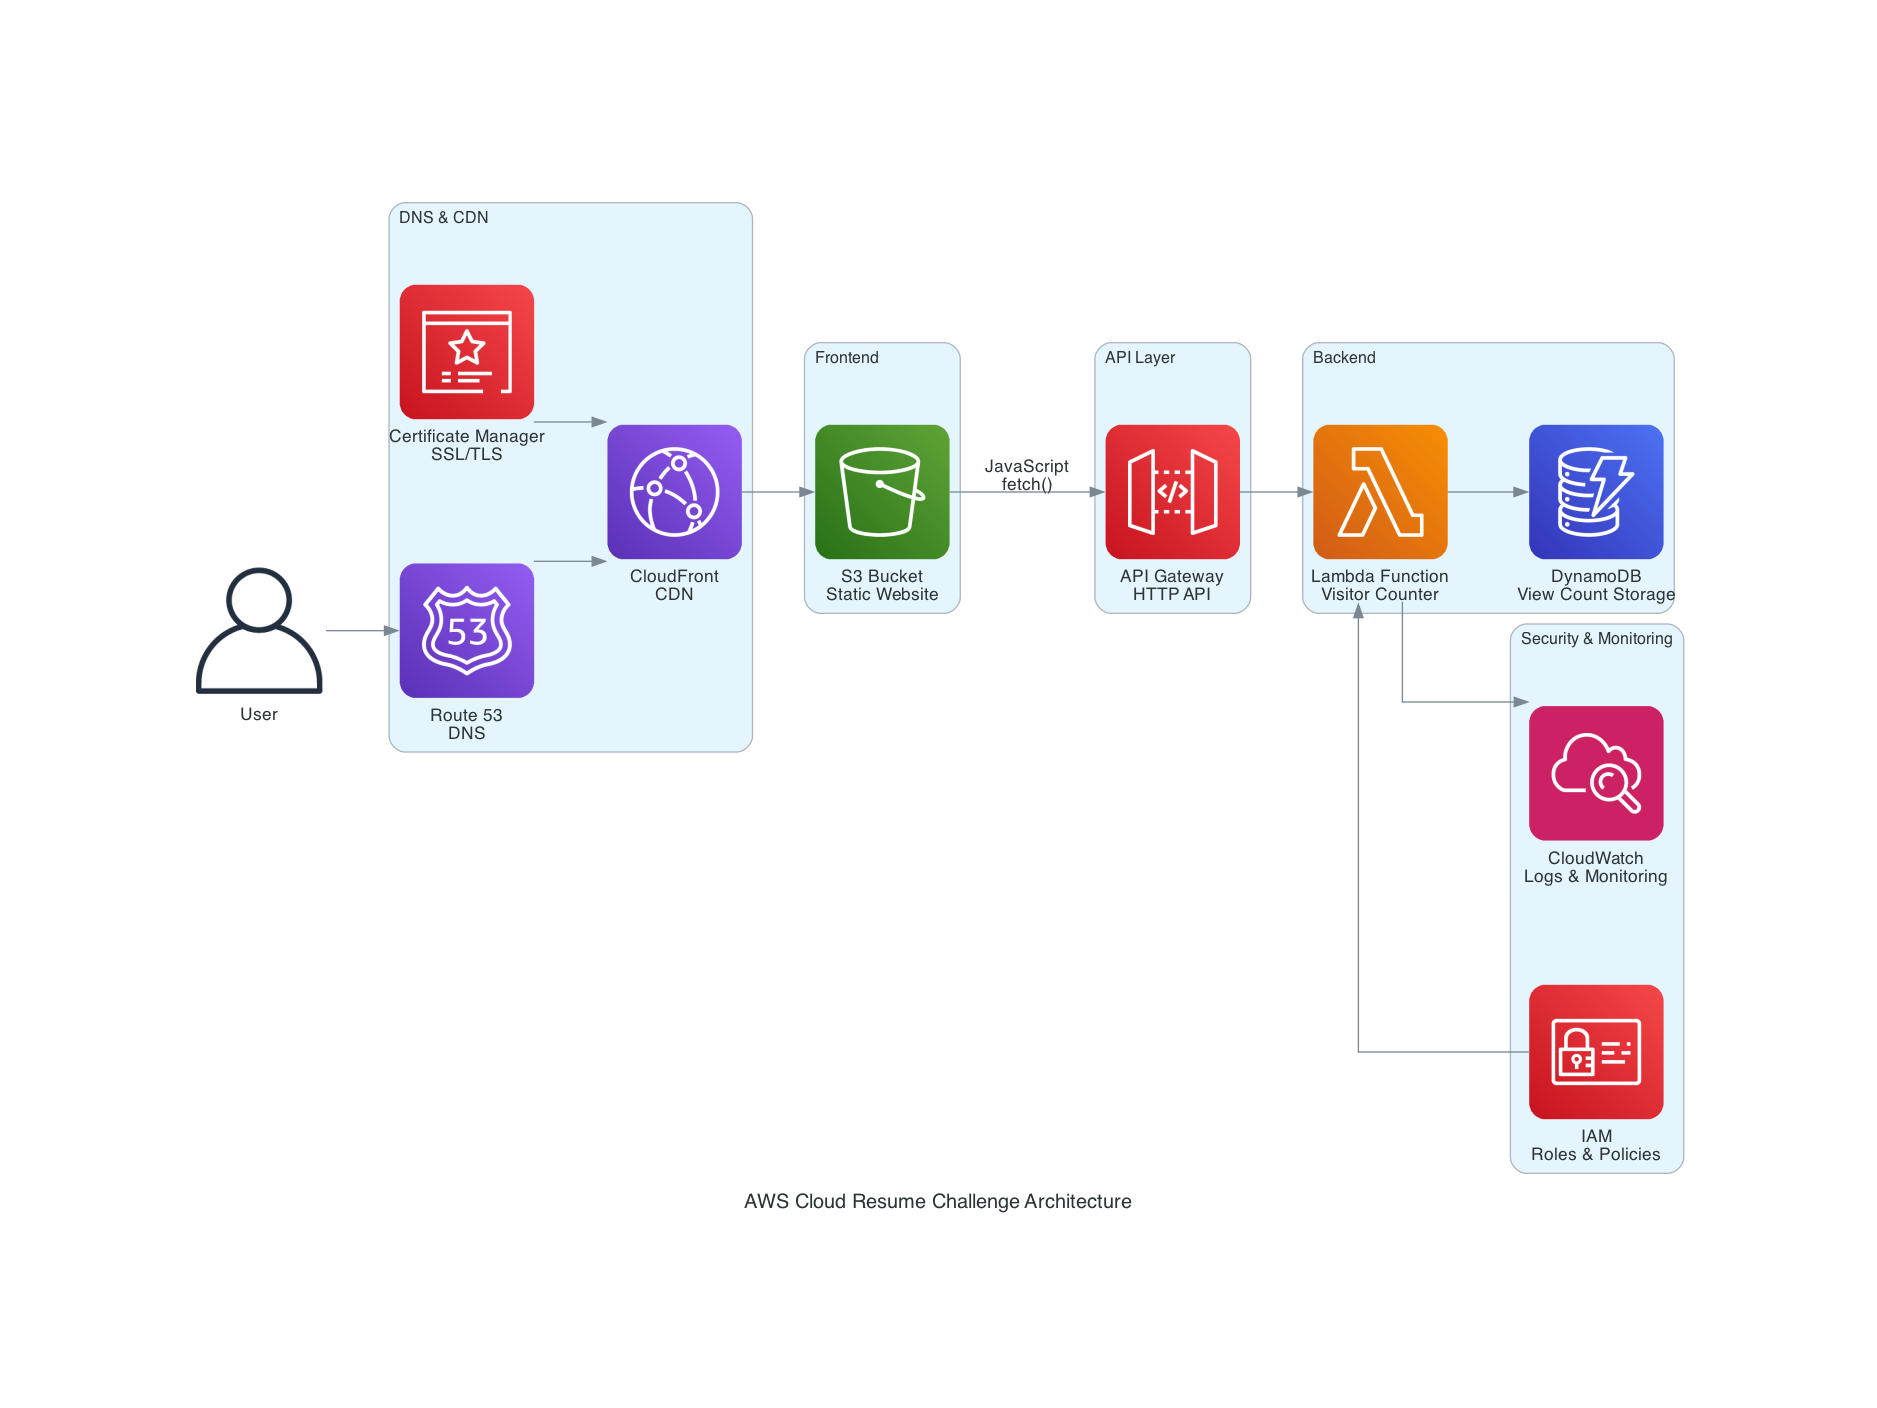 DNS & CDN
Certificate Manager
SSL/TLS
53
Route 53
DNS
User
CloudFront
CDN
Frontend
S3 Bucket
Static Website
JavaScript
fetch()
API Layer
</>
API Gateway
HTTP API
Backend
Lambda Function
Visitor Counter
DynamoDB
View Count Storage
Security & Monitoring
CloudWatch
Logs & Monitoring
IAM
Roles & Policies
AWS Cloud Resume Challenge Architecture